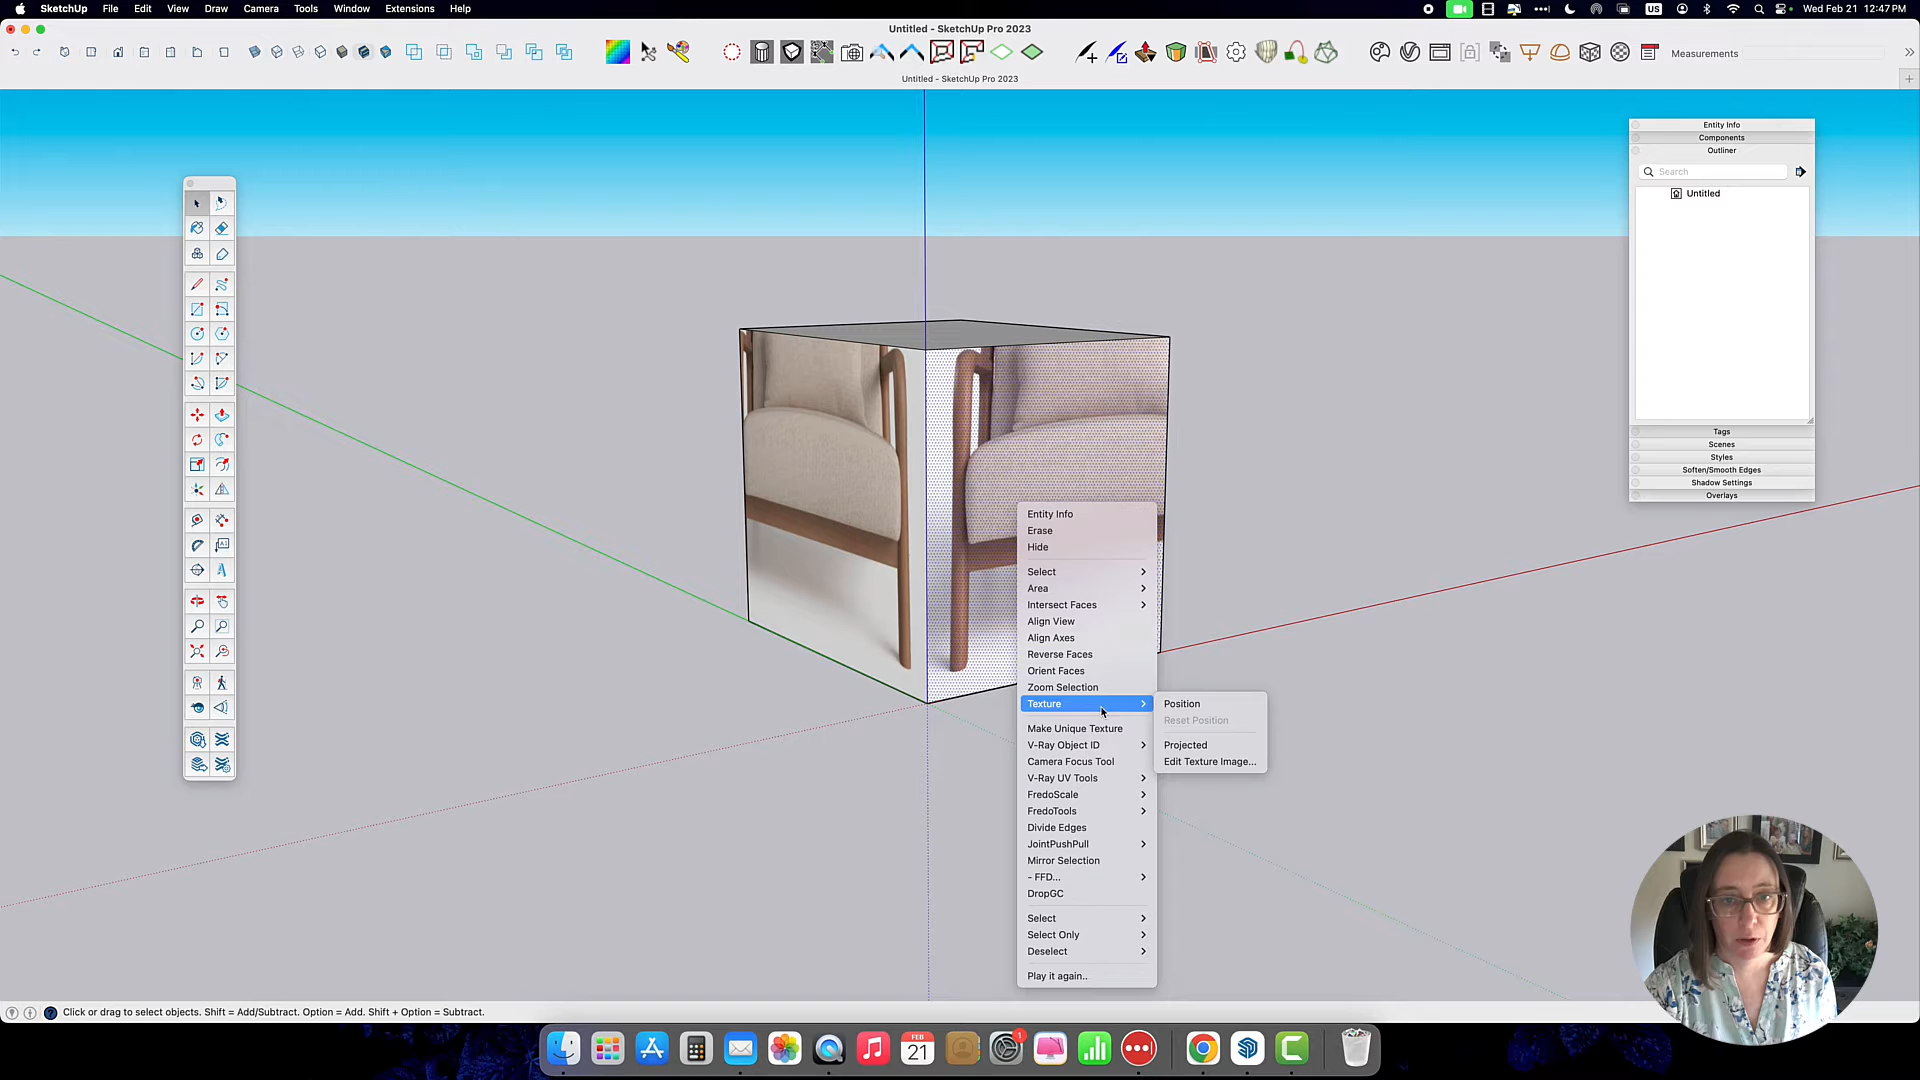 SketchUp File Edit View Draw Camera Tools Window Extensions Help
US
Wed Feb 21 12:47PM
Untitled - SketchUp Pro 2023
Measurements
Untitled - SketchUp Pro 2023
Entity Info
Components
Outliner
Search
Untitled
Tags
Scenes
Styles
Soften/Smooth Edges
Shadow Settings
Overlays
Entity Info
Erase
Hide
Select
Area
Intersect Faces
Align View
Align Axes
Reverse Faces
Orient Faces
Zoom Selection
Texture
Make Unique Texture
V-Ray Object ID
Camera Focus Tool
V-Ray UV Tools
FredoScale
FredoTools
Divide Edges
JointPushPull
Mirror Selection
- FFD...
DropGC
Select
Select Only
Deselect
Play it again..
Position
Reset Position
Projected
Edit Texture Image...
Click or drag to select objects. Shift = Add/Subtract. Option = Add. Shift + Option = Subtract.
FEB
21
1